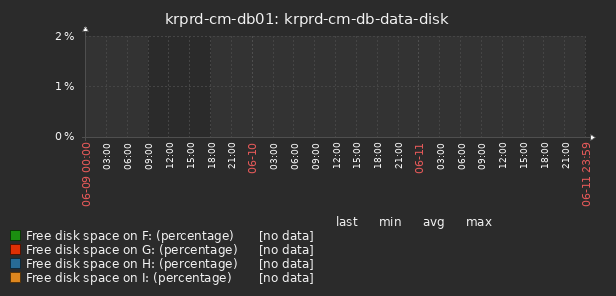 krprd-cm-db01: krprd-cm-db-data-disk
2 %
1 %
0 %
06-09 00:00 03:00 06:00 09:00 12:00 15:00 18:00 21:00 06-10 03:00 06:00 09:00 12:00 15:00 18:00 21:00 06-11 03:00 06:00 09:00 12:00 15:00 18:00 21:00 06-11 23:59
last min avg max
Free disk space on F: (percentage) [no data]
Free disk space on G: (percentage) [no data]
Free disk space on H: (percentage) [no data]
Free disk space on I: (percentage) [no data]